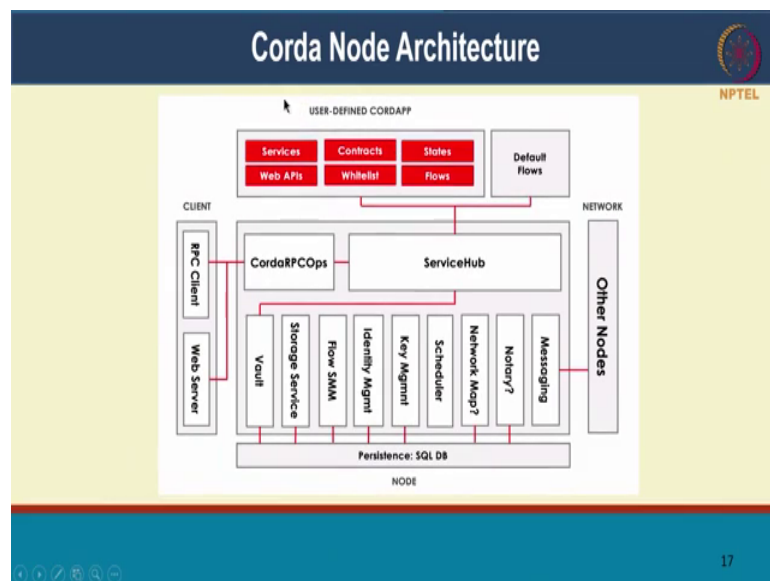 Corda Node Architecture
NPTEL
USER-DEFINED CORDAPP
Services
Contracts
States
Web APIs
Whitelist
Flows
Default
Flows
CLIENT
NETWORK
RPC Client
Web Server
CordaRPCOps
ServiceHub
Vault
Storage Service
Flow SMM
Identity Mgmt
Key Mgmnt
Scheduler
Network Map?
Notary?
Messaging
Other Nodes
Persistence: SQL DB
NODE
17